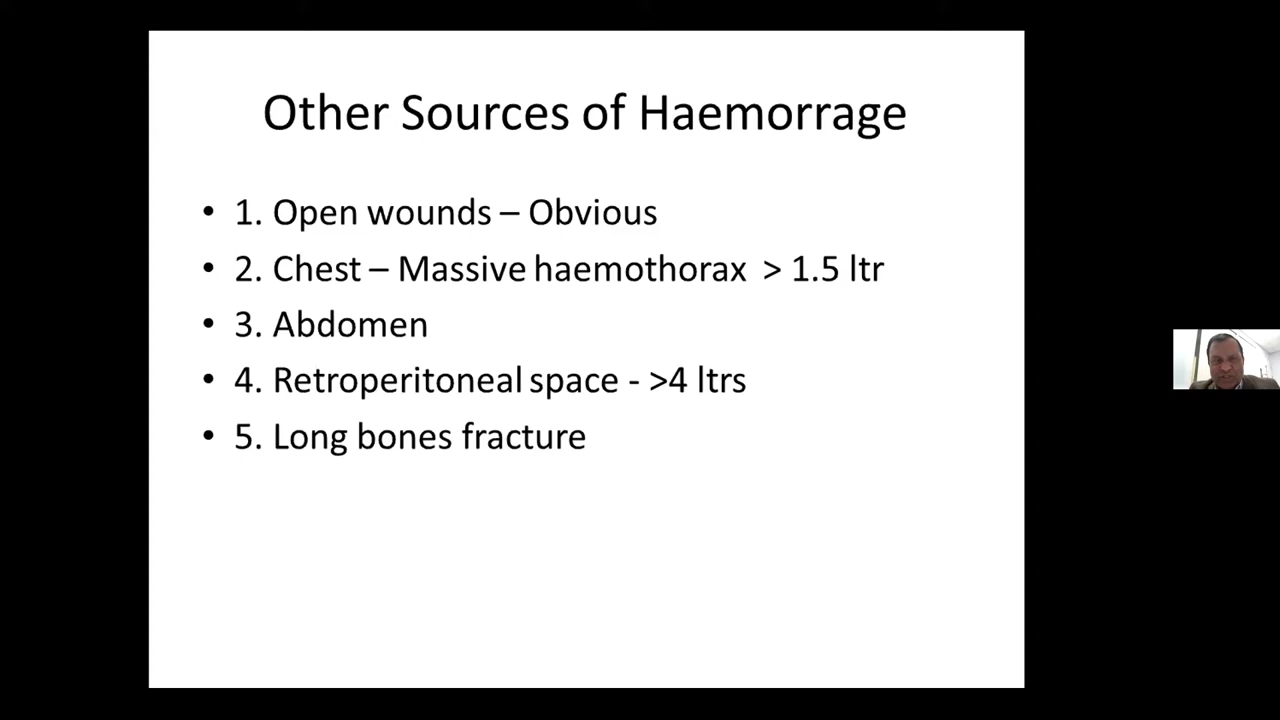 Other Sources of Haemorrage
• 1. Open wounds – Obvious
• 2. Chest – Massive haemothorax > 1.5 ltr
• 3. Abdomen
• 4. Retroperitoneal space - >4 ltrs
• 5. Long bones fracture